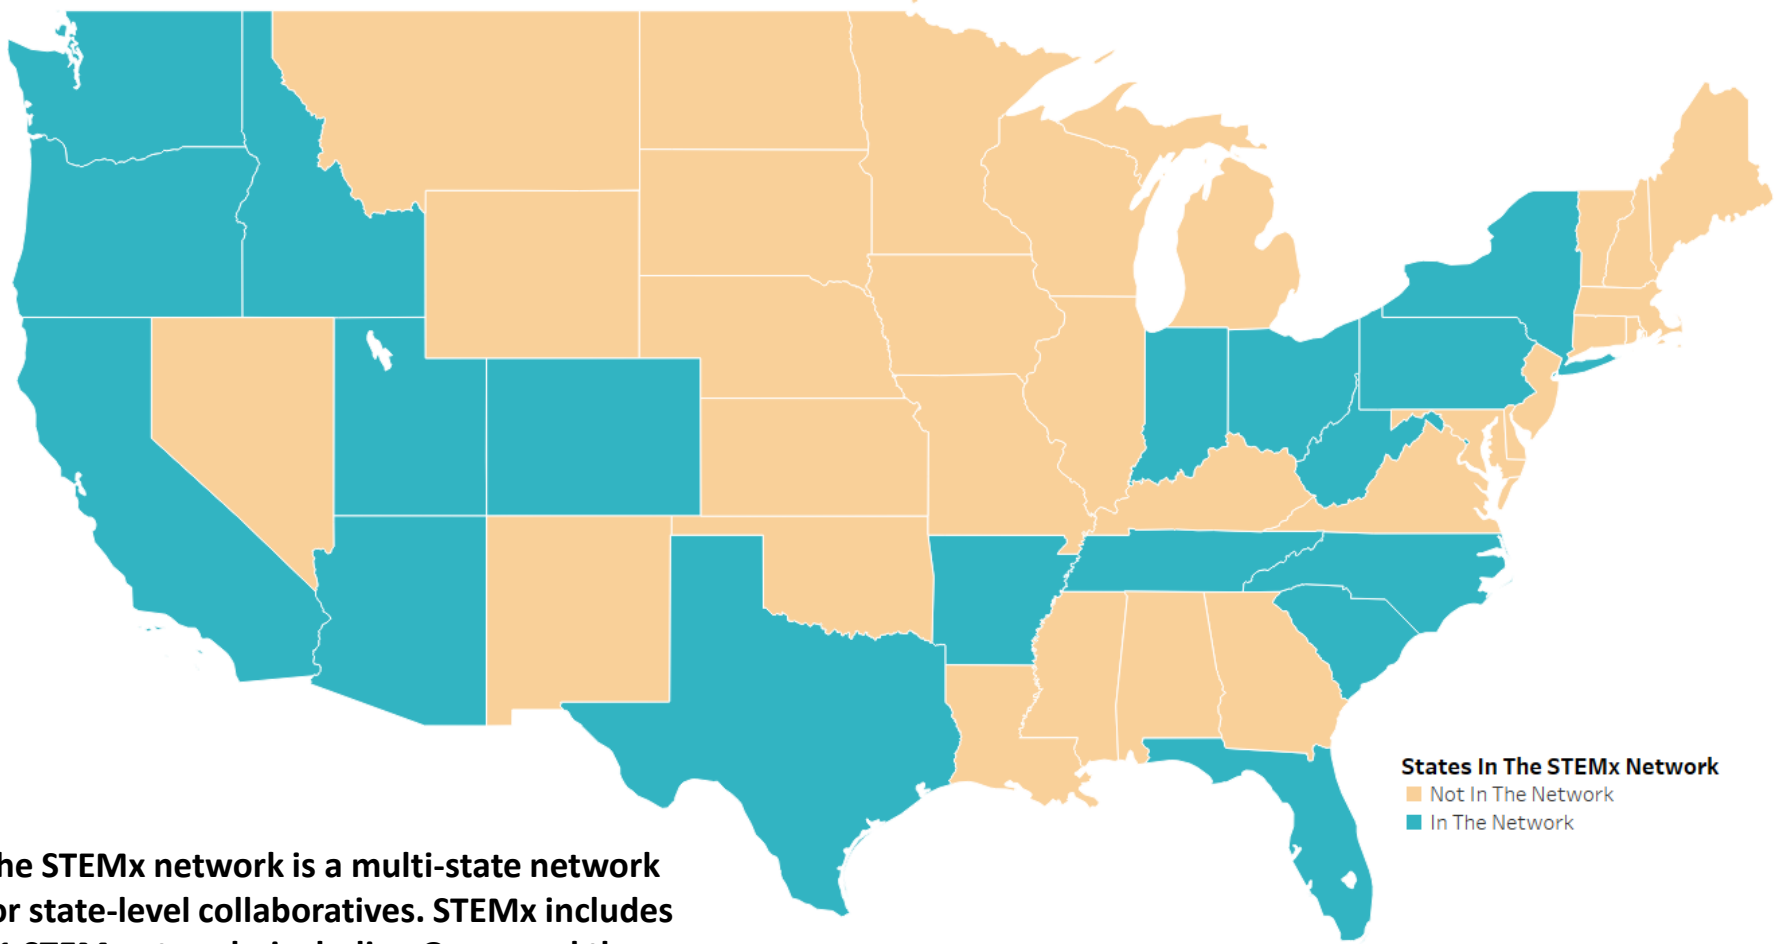 States In The STEMx Network
Not In The Network
In The Network
he STEMx network is a multi-state network
or state-level collaboratives. STEMx includes
STEM